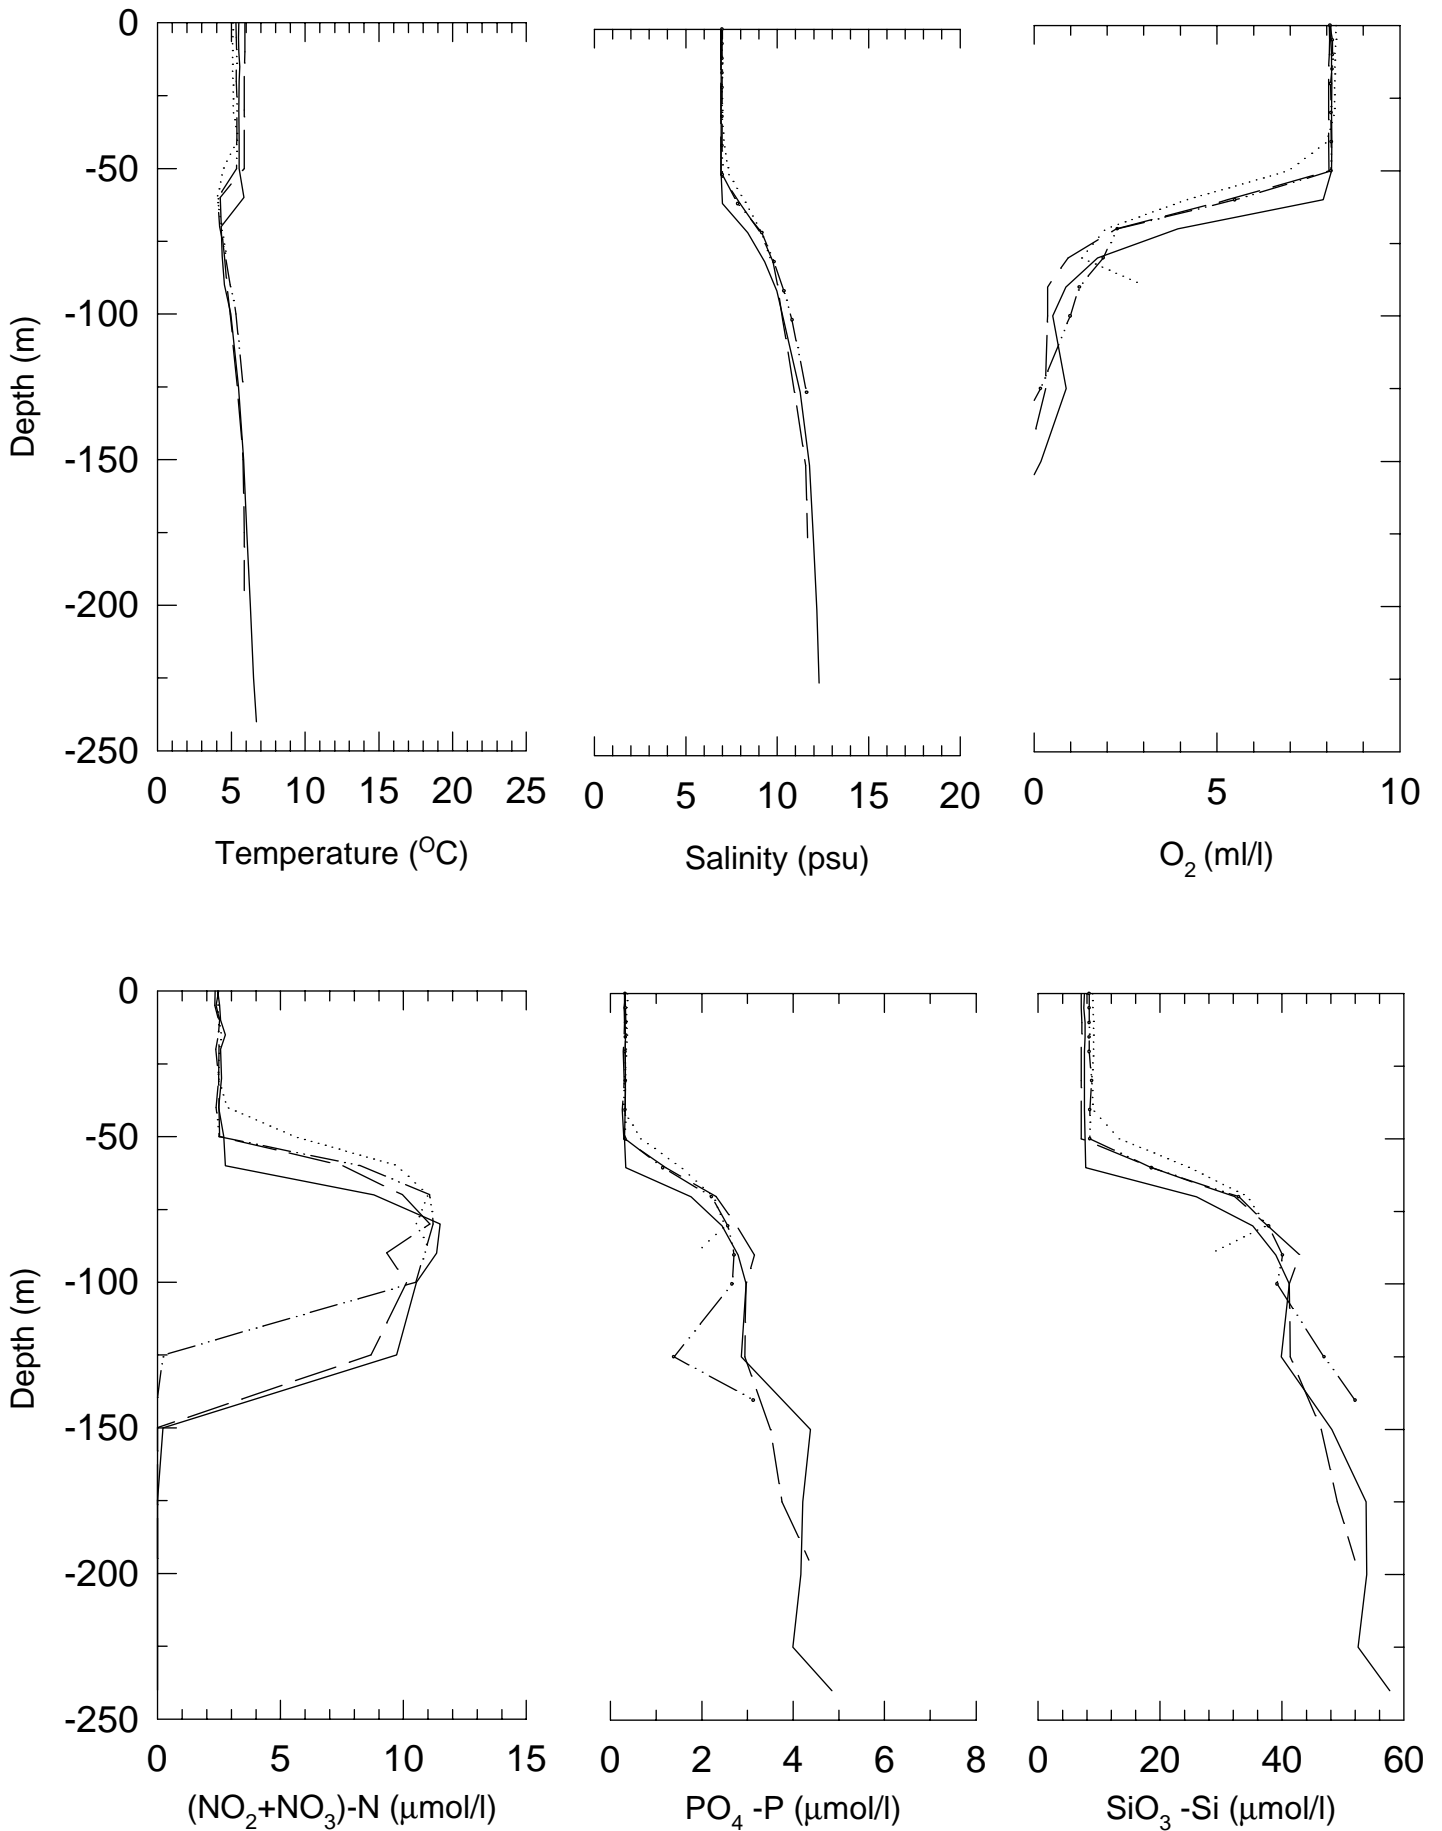 0
-50
-100
-150
-200
-250
Depth (m)
0 5 10 15 20 25
Temperature (OC)
0 5 10 15 20
Salinity (psu)
0 5 10
O2 (ml/l)
0
-50
-100
-150
-200
-250
Depth (m)
0 5 10 15
(NO2+NO3)-N (μmol/l)
0 2 4 6 8
PO4 -P (μmol/l)
0 20 40 60
SiO3 -Si (μmol/l)